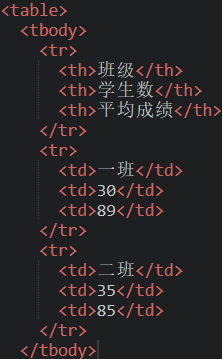 <table>
<tbody>
<tr>
<th>班级</th>
<th>学生数</th>
<th>平均成绩</th>
</tr>
<tr>
<td>一班</td>
<td>30</td>
<td>89</td>
</tr>
<tr>
<td>二班</td>
<td>35</td>
<td>85</td>
</tr>
</tbody>